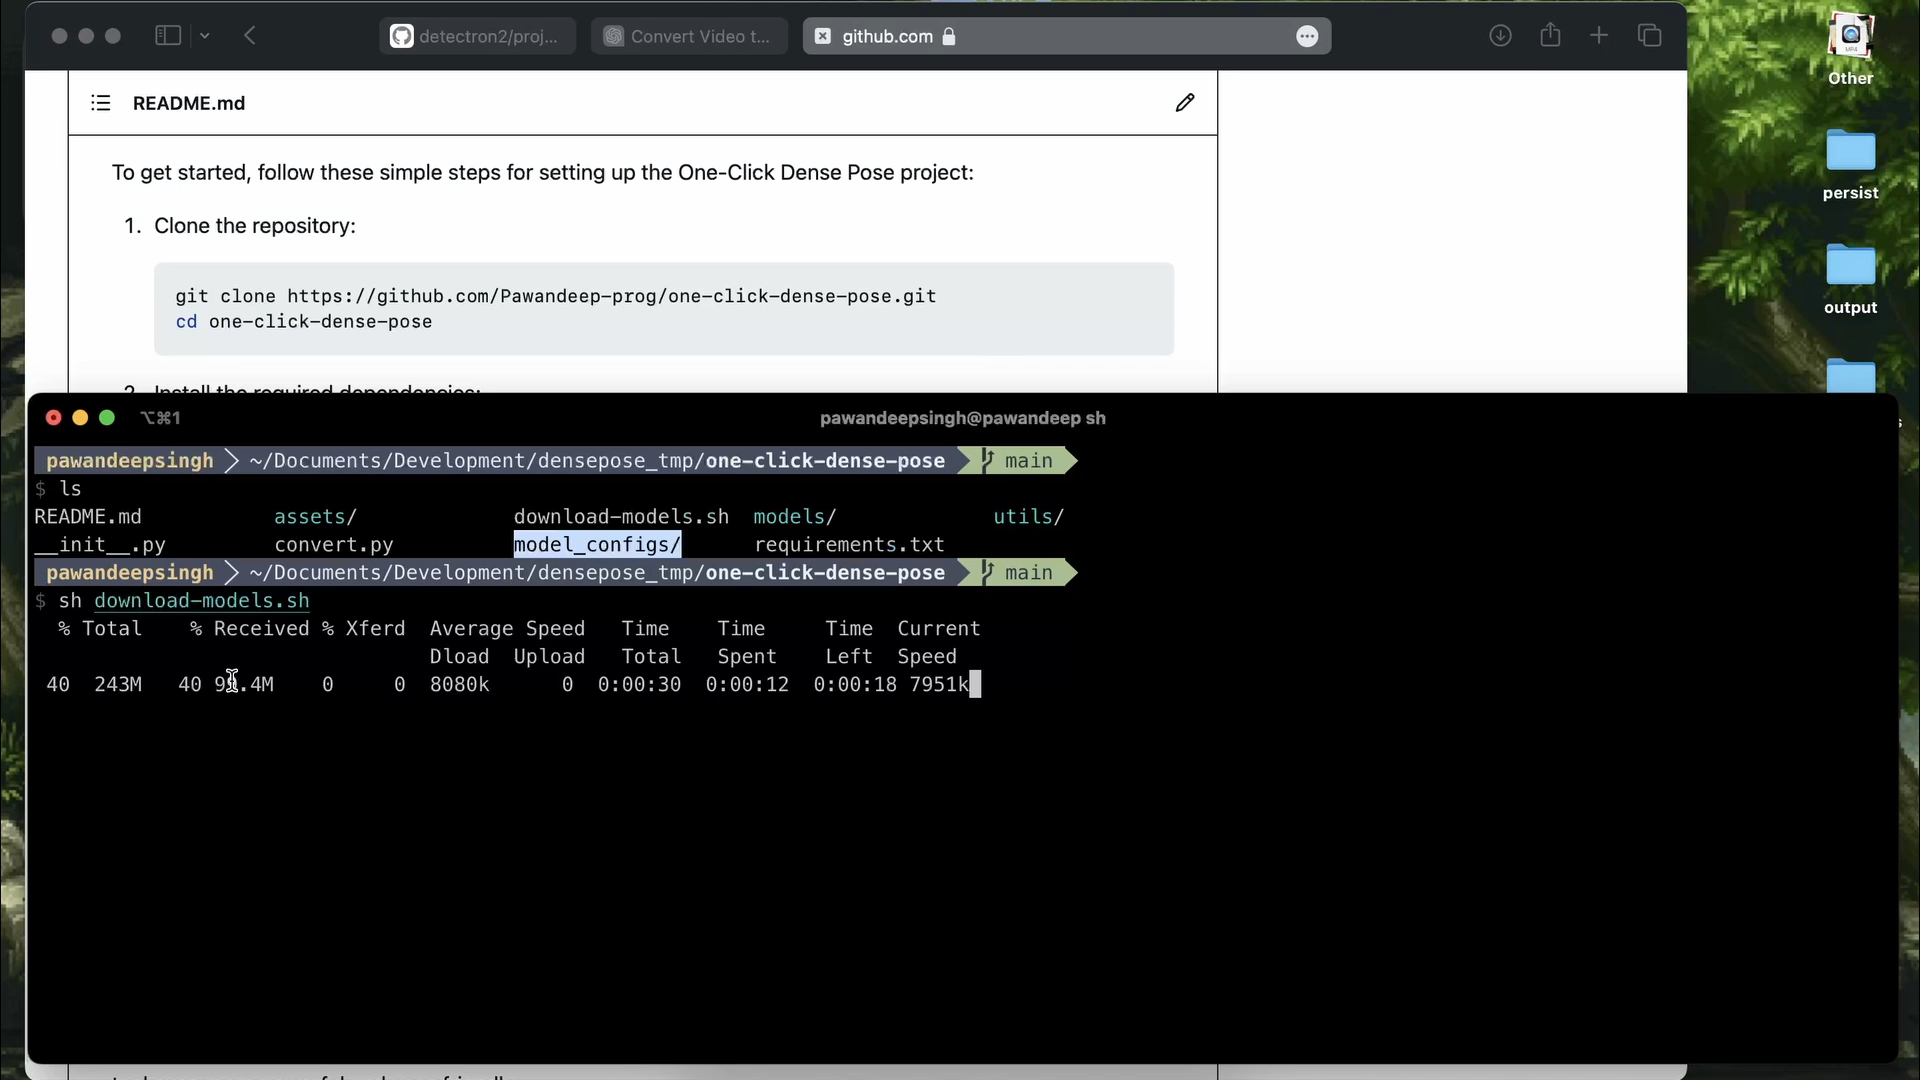 detectron2/proj...
Convert Video t...
github.com
Other
README.md
To get started, follow these simple steps for setting up the One-Click Dense Pose project:
persist
1. Clone the repository:
git clone https://github.com/Pawandeep-prog/one-click-dense-pose.git
cd one-click-dense-pose
output
2. Install the required dependencies:
⌥⌘1
pawandeepsingh@pawandeep sh
pawandeepsingh ~/Documents/Development/densepose_tmp/one-click-dense-pose main
$ ls
README.md assets/ download-models.sh models/ utils/
__init__.py convert.py model_configs/ requirements.txt
pawandeepsingh ~/Documents/Development/densepose_tmp/one-click-dense-pose main
$ sh download-models.sh
% Total % Received % Xferd Average Speed Time Time Time Current
Dload Upload Total Spent Left Speed
40 243M 40 0 0 8080k 0 0:00:30 0:00:12 0:00:18 7951k